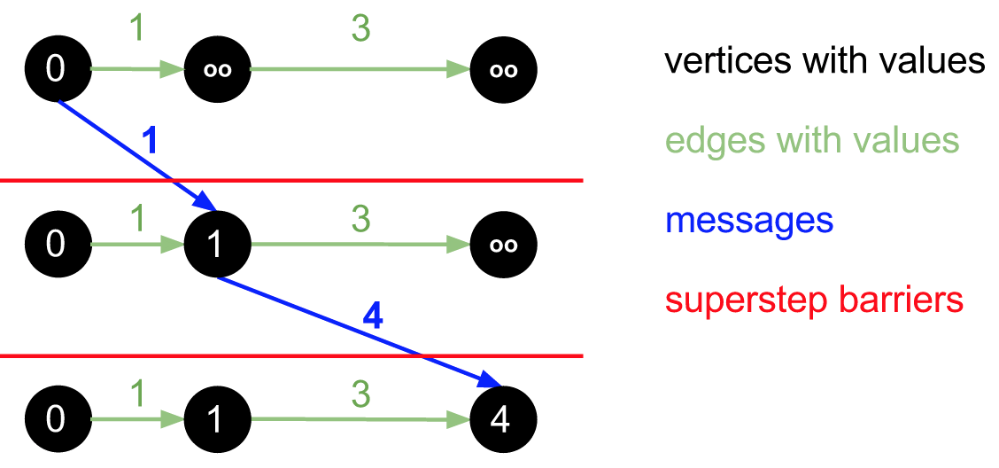 1 3
0 oo oo
vertices with values
1
edges with values
1 3
0 1 oo
messages
4
superstep barriers
1 3
0 1 4